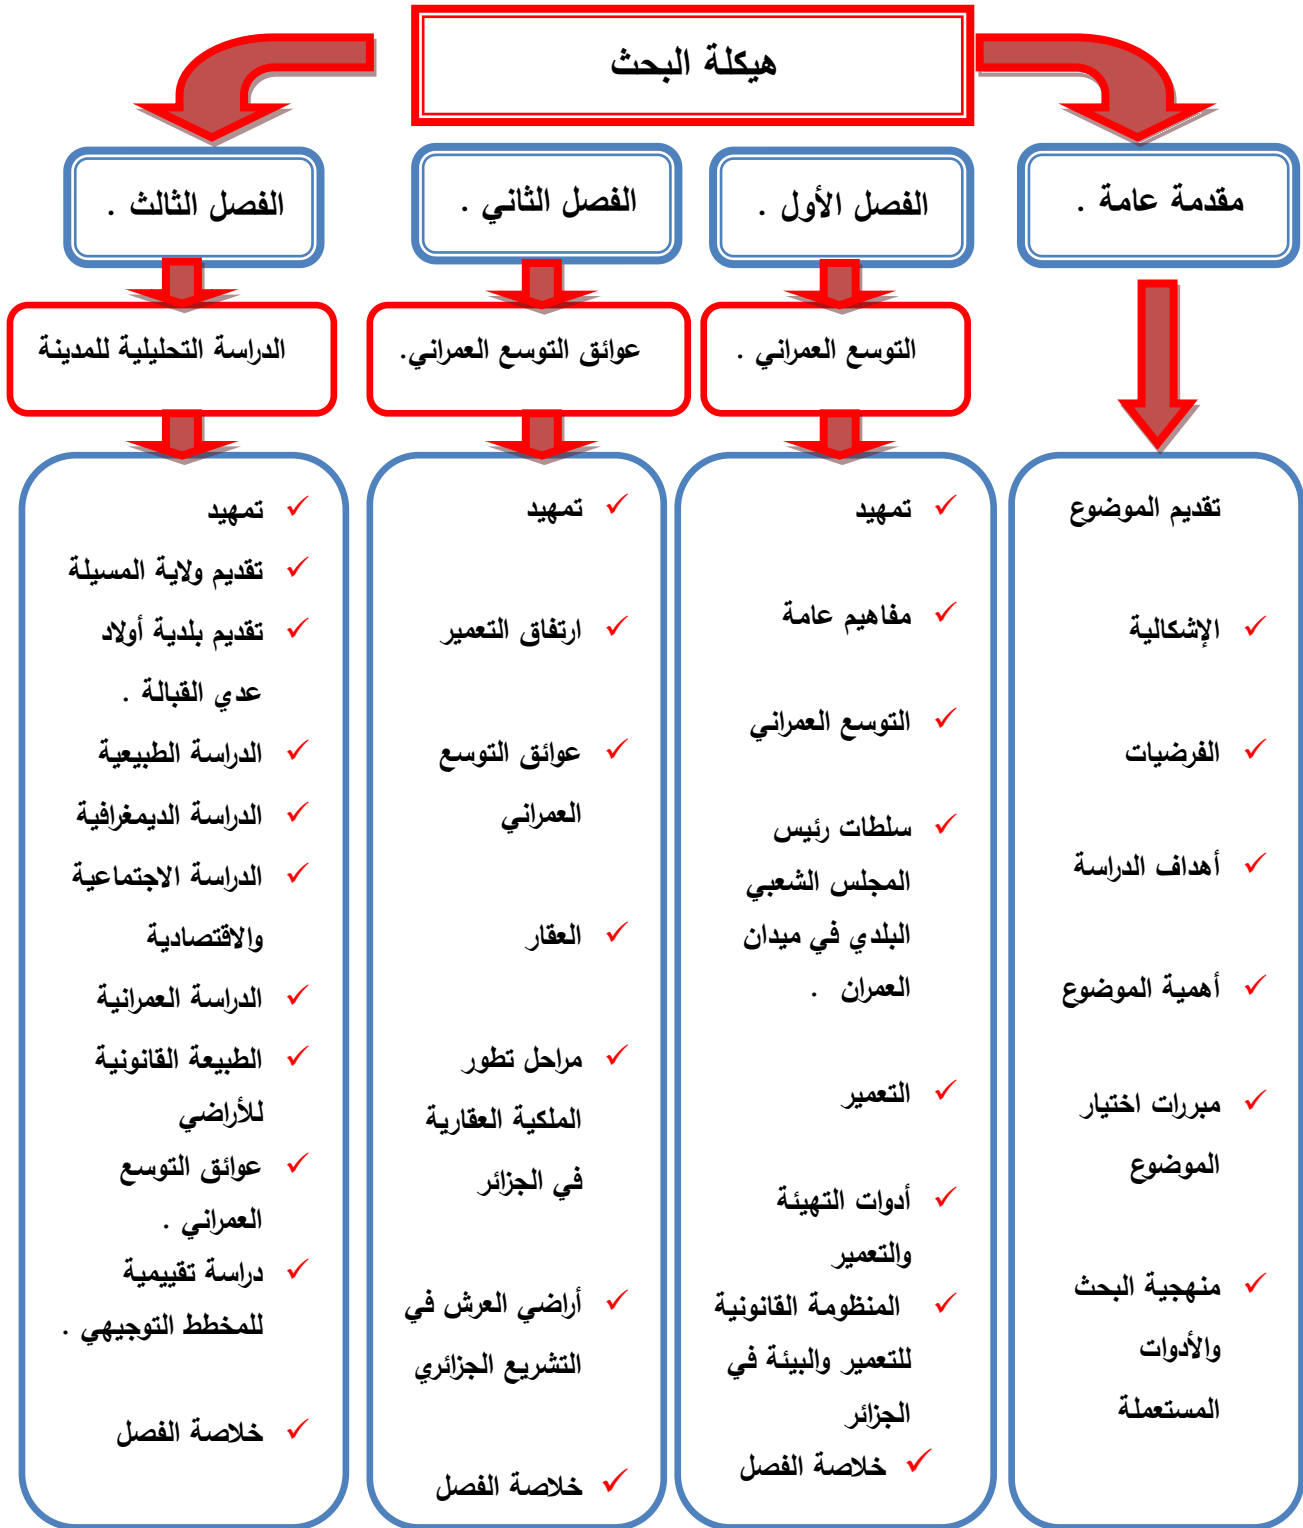 هيكلة البحث
مقدمة عامة .
الفصل الأول .
الفصل الثاني .
الفصل الثالث .
التوسع العمراني .
عوائق التوسع العمراني.
الدراسة التحليلية للمدينة
تقديم الموضوع
✓ الإشكالية
✓ الفرضيات
✓ أهداف الدراسة
✓ أهمية الموضوع
✓ مبررات اختيار
الموضوع
✓ منهجية البحث
والأدوات
المستعملة
✓ تمهيد
✓ مفاهيم عامة
✓ التوسع العمراني
✓ سلطات رئيس
المجلس الشعبي
البلدي في ميدان
العمران .
✓ التعمير
✓ أدوات التهيئة
والتعمير
✓ المنظومة القانونية
للتعمير والبيئة في
الجزائر
✓ خلاصة الفصل
✓ تمهيد
✓ ارتفاق التعمير
✓ عوائق التوسع
العمراني
✓ العقار
✓ مراحل تطور
الملكية العقارية
في الجزائر
✓ أراضي العرش في
التشريع الجزائري
✓ خلاصة الفصل
✓ تمهيد
✓ تقديم ولاية المسيلة
✓ تقديم بلدية أولاد
عدي القبالة .
✓ الدراسة الطبيعية
✓ الدراسة الديمغرافية
✓ الدراسة الاجتماعية
والاقتصادية
✓ الدراسة العمرانية
✓ الطبيعة القانونية
للأراضي
✓ عوائق التوسع
العمراني .
✓ دراسة تقييمية
للمخطط التوجيهي .
✓ خلاصة الفصل